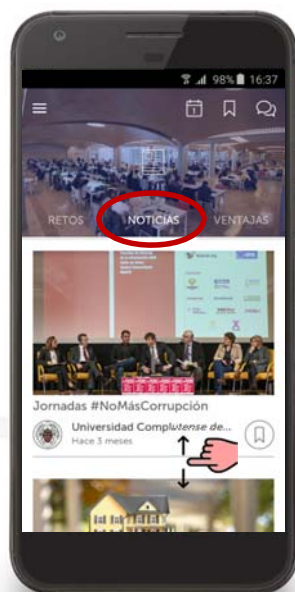 98% 16:37
RETOS NOTICIAS VENTAJAS
Jornadas #NoMásCorrupción
Universidad Complutense de...
Hace 3 meses